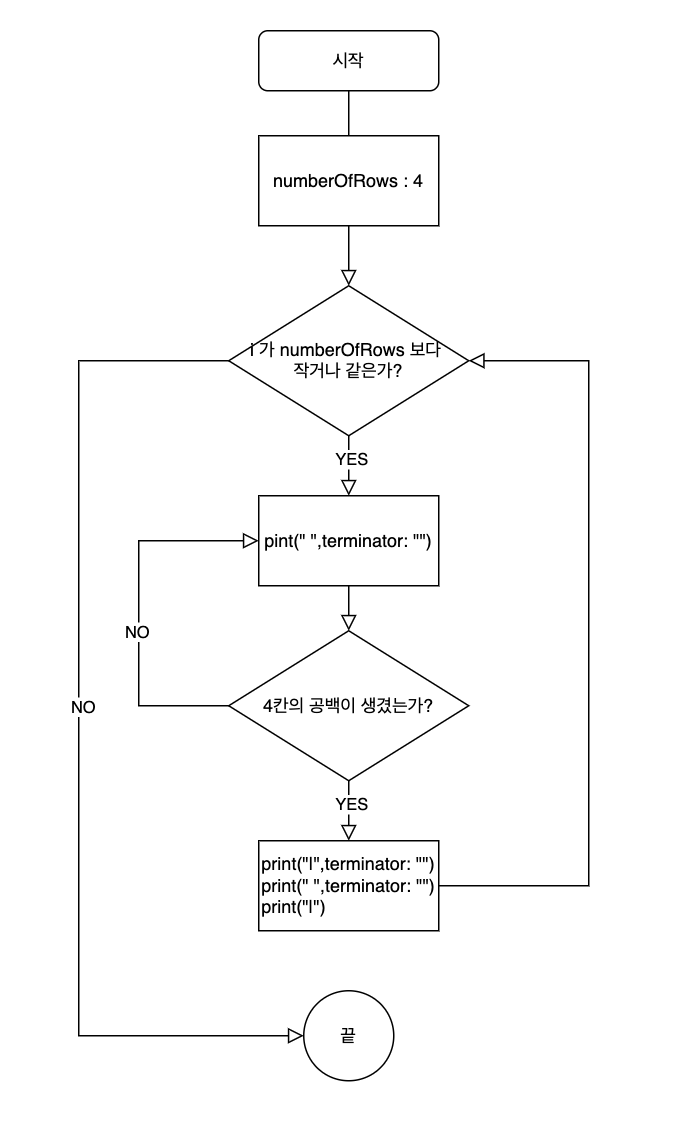 시작
numberOfRows : 4
I 가 numberOfRows 보다
작거나 같은가?
YES
pint(" ",terminator: "")
NO
4칸의 공백이 생겼는가?
NO
YES
print("I",terminator: "")
print(" ",terminator: "")
print("I")
끝